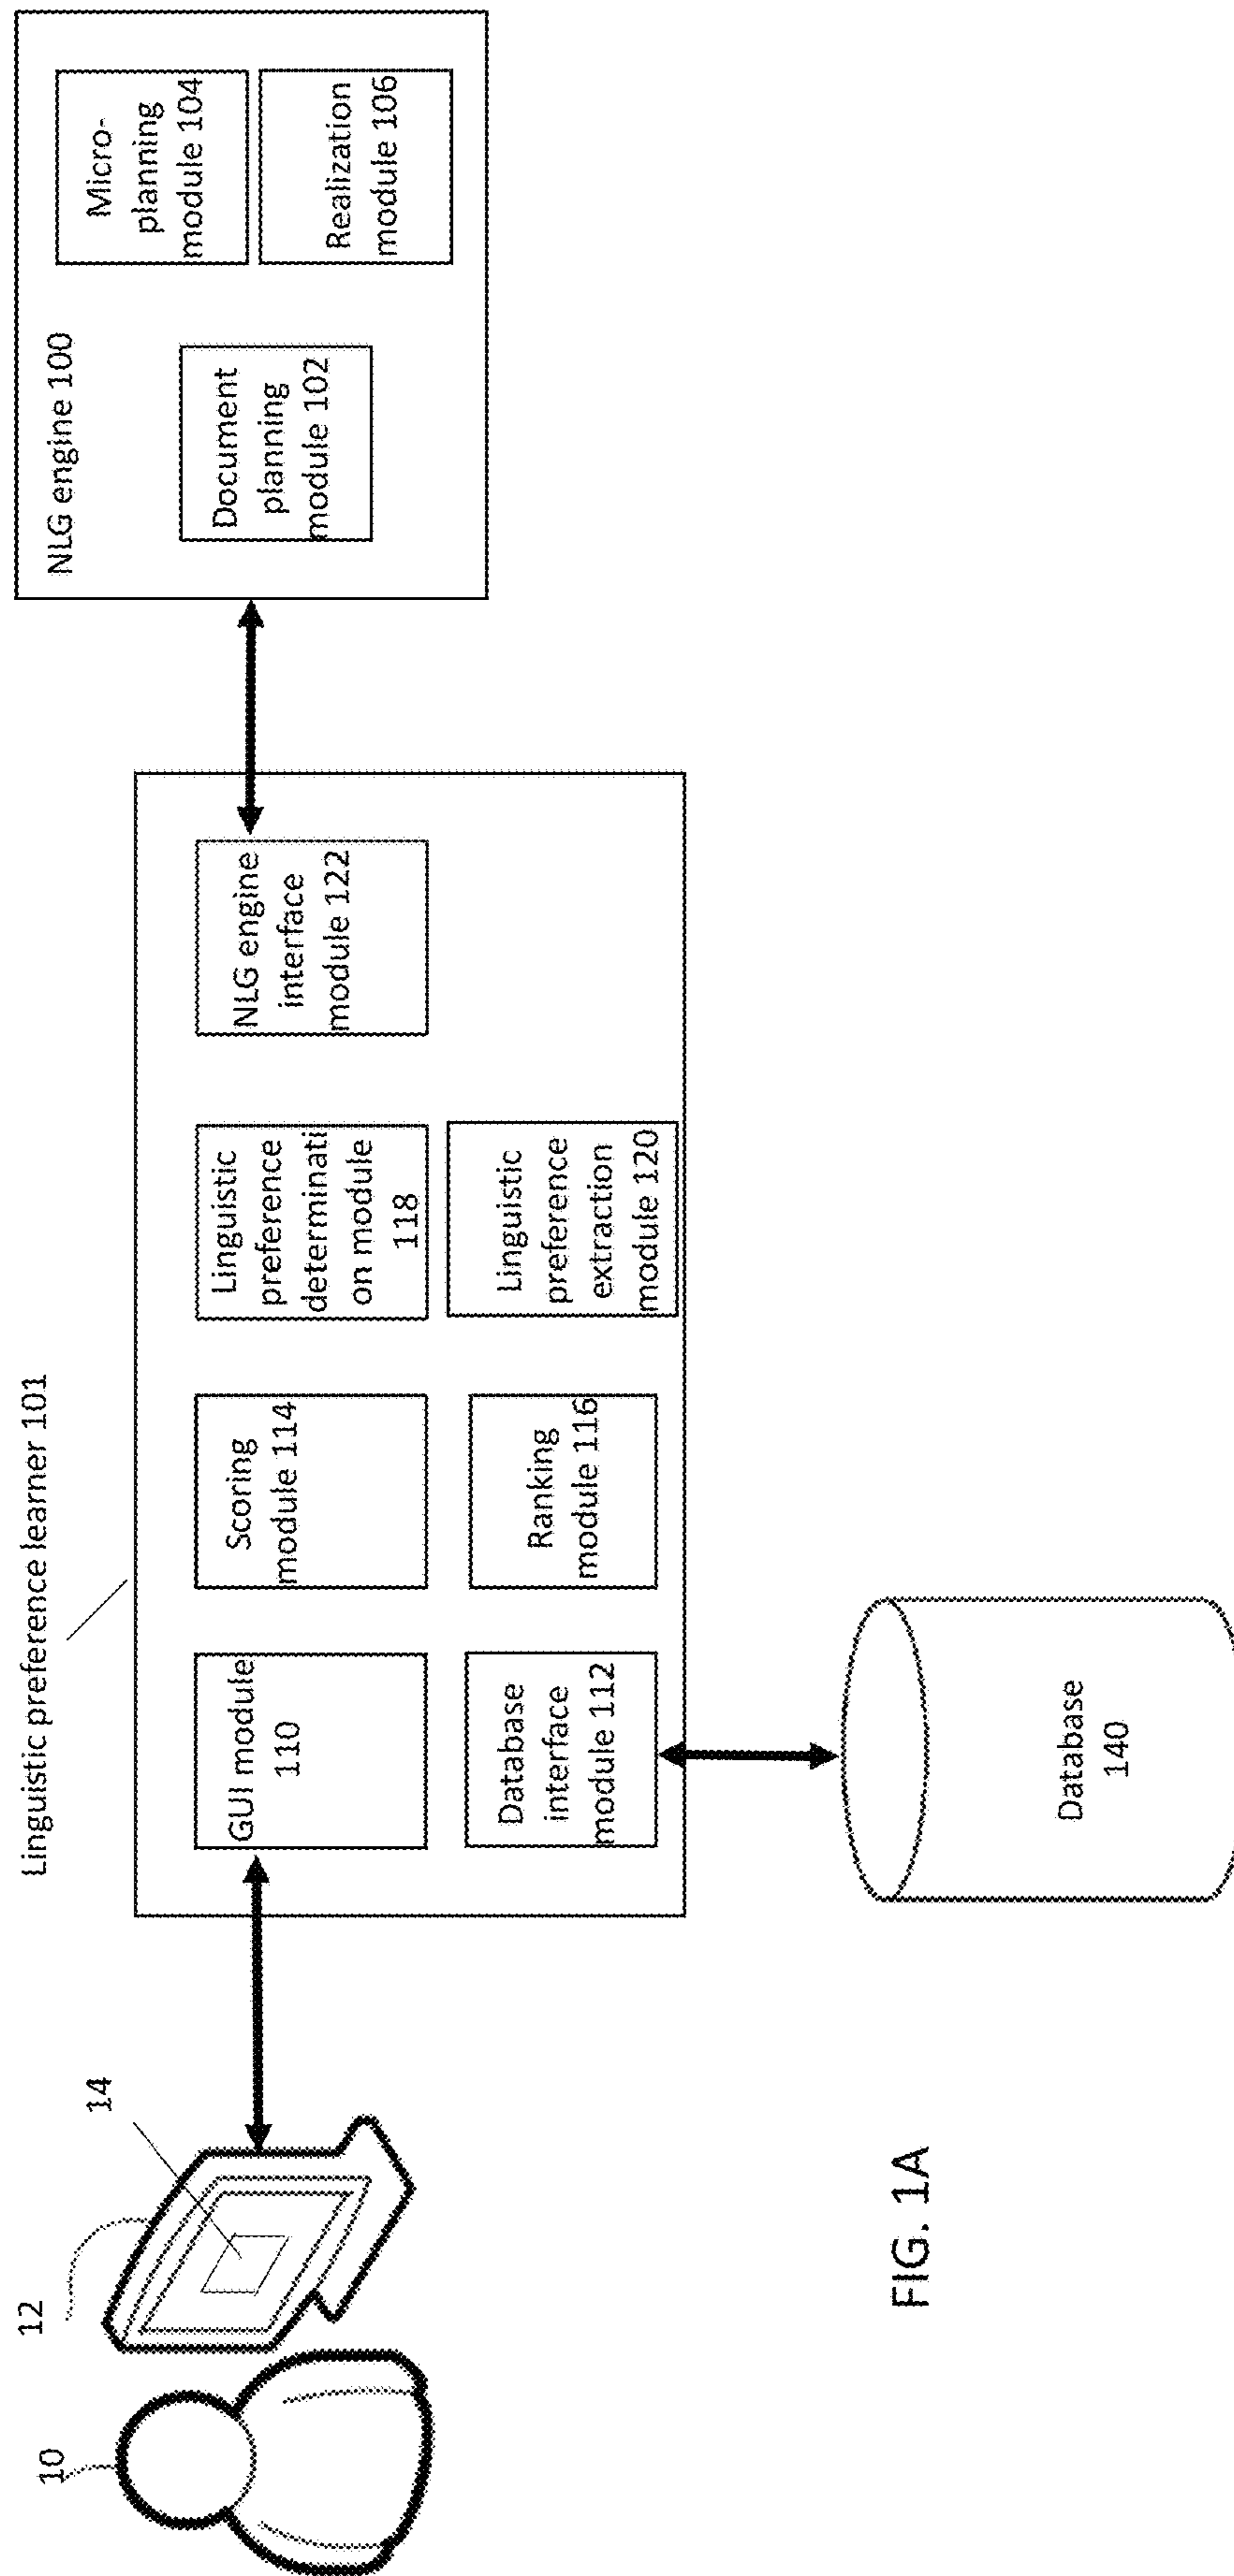 Linguistic preference learner 101
10
12
14
GUI module
110
Database
interface
module 112
Scoring
module 114
Ranking
module 116
Linguistic
preference
determinati
on module
118
Linguistic
preference
extraction
module 120
NLG engine
interface
module 122
NLG engine 100
Document
planning
module 102
Micro-
planning
module 104
Realization
module 106
Database
140
FIG. 1A